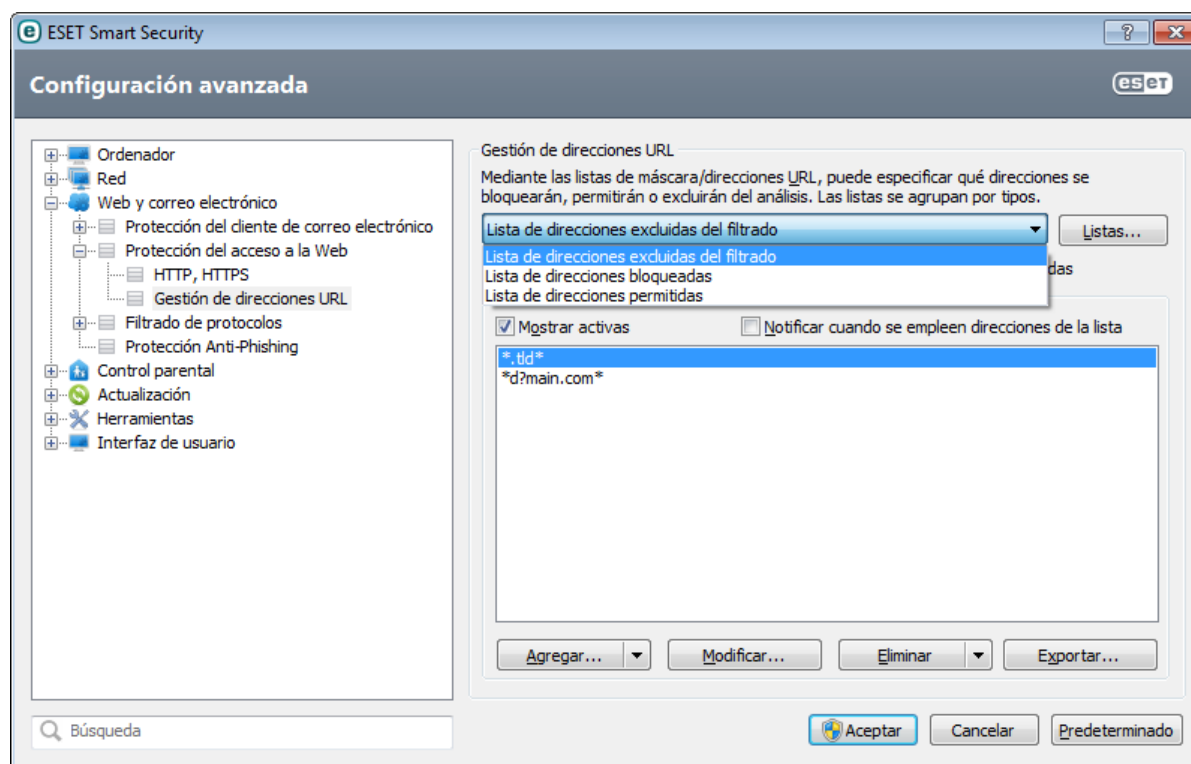 ESET Smart Security
Configuración avanzada
eset
Ordenador
Red
Web y correo electrónico
Protección del cliente de correo electrónico
Protección del acceso a la Web
HTTP, HTTPS
Gestión de direcciones URL
Filtrado de protocolos
Protección Anti-Phishing
Control parental
Actualización
Herramientas
Interfaz de usuario
Búsqueda
Gestión de direcciones URL
Mediante las listas de máscara/direcciones URL, puede especificar qué direcciones se
bloquearán, permitirán o excluirán del análisis. Las listas se agrupan por tipos.
Lista de direcciones excluidas del filtrado
Listas...
Lista de direcciones excluidas del filtrado
Lista de direcciones bloqueadas
Lista de direcciones permitidas
das
Mostrar activas
Notificar cuando se empleen direcciones de la lista
*.tld*
*d?main.com*
Agregar...
Modificar...
Eliminar
Exportar...
Aceptar
Cancelar
Predeterminado